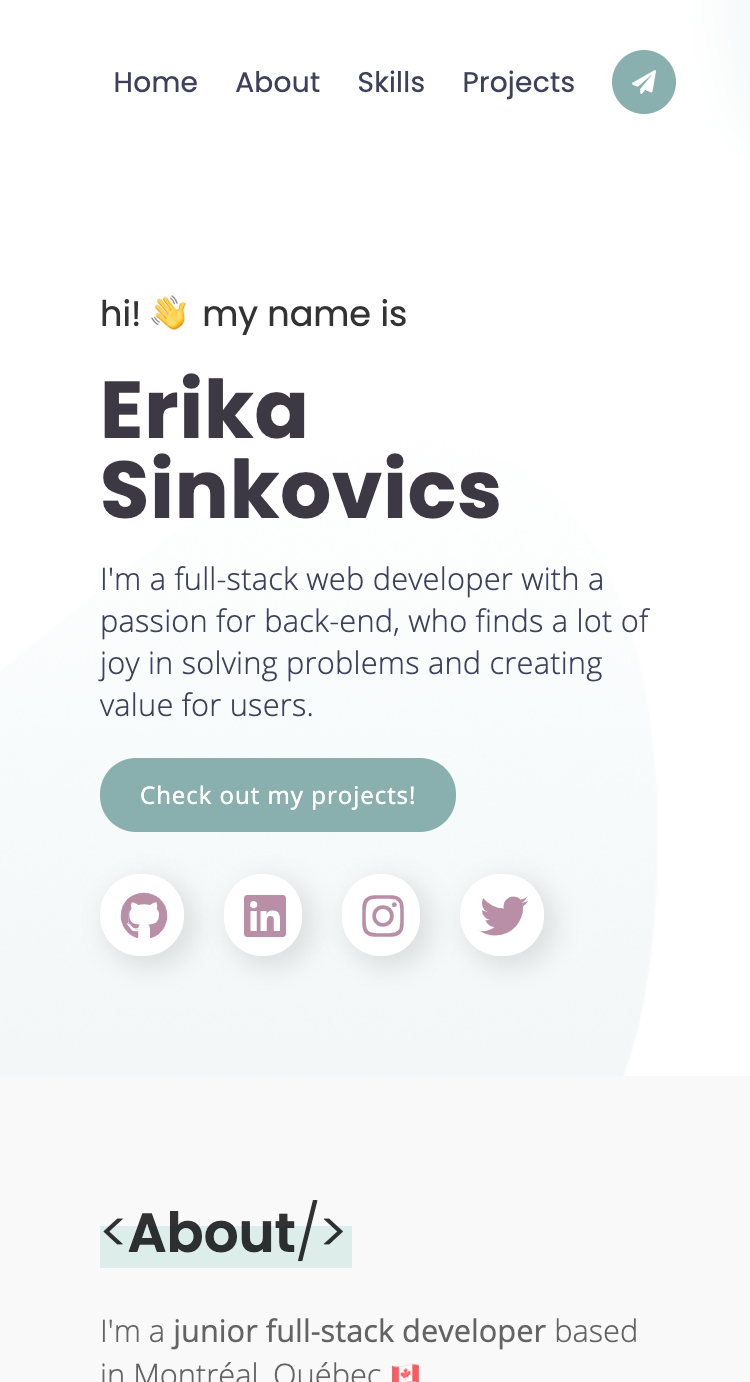 Home About Skills Projects
hi! 👋 my name is
Erika
Sinkovics
I'm a full-stack web developer with a
passion for back-end, who finds a lot of
joy in solving problems and creating
value for users.
Check out my projects!
in
<About/>
I'm a junior full-stack developer based
in Montréal, Québec 🇨🇦